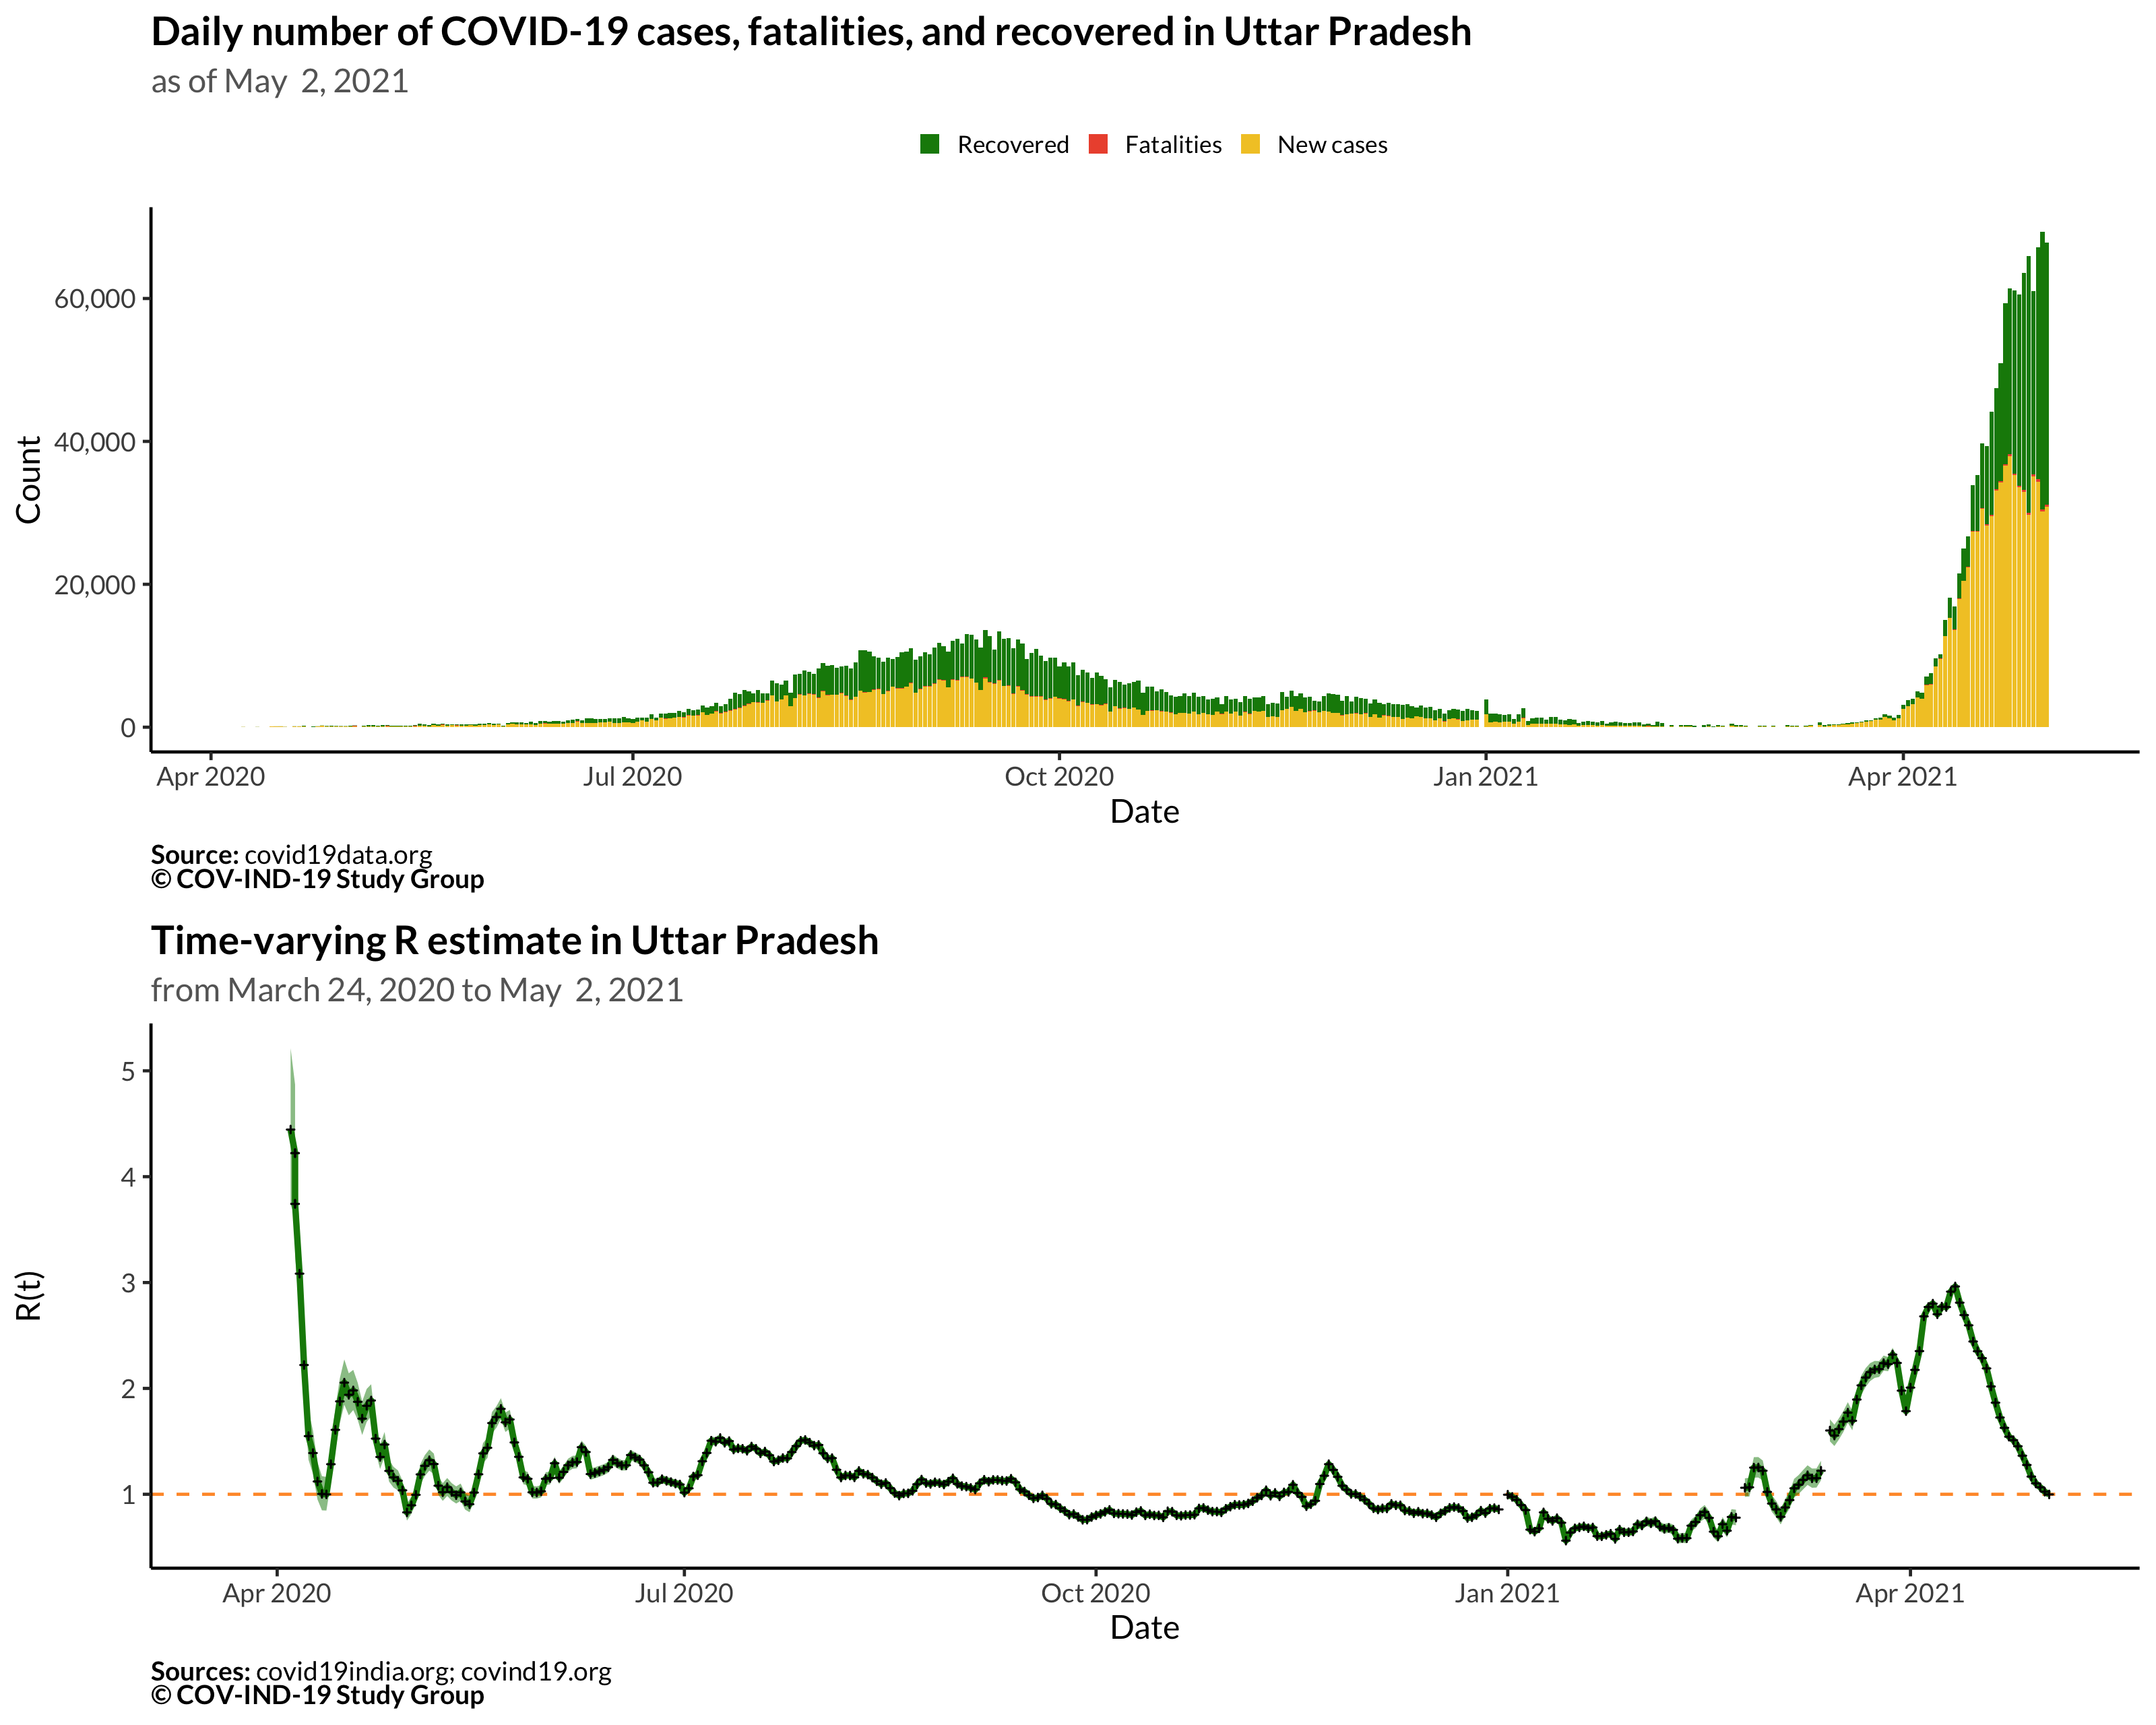 Daily number of COVID-19 cases, fatalities, and recovered in Uttar Pradesh
as of May  2, 2021
Recovered Fatalities New cases
60,000
40,000
20,000
0
Count
Apr 2020 Jul 2020 Oct 2020 Jan 2021 Apr 2021
Date
Source: covid19data.org
© COV-IND-19 Study Group
Time-varying R estimate in Uttar Pradesh
from March 24, 2020 to May  2, 2021
5
4
3
2
1
R(t)
Apr 2020 Jul 2020 Oct 2020 Jan 2021 Apr 2021
Date
Sources: covid19india.org; covind19.org
© COV-IND-19 Study Group